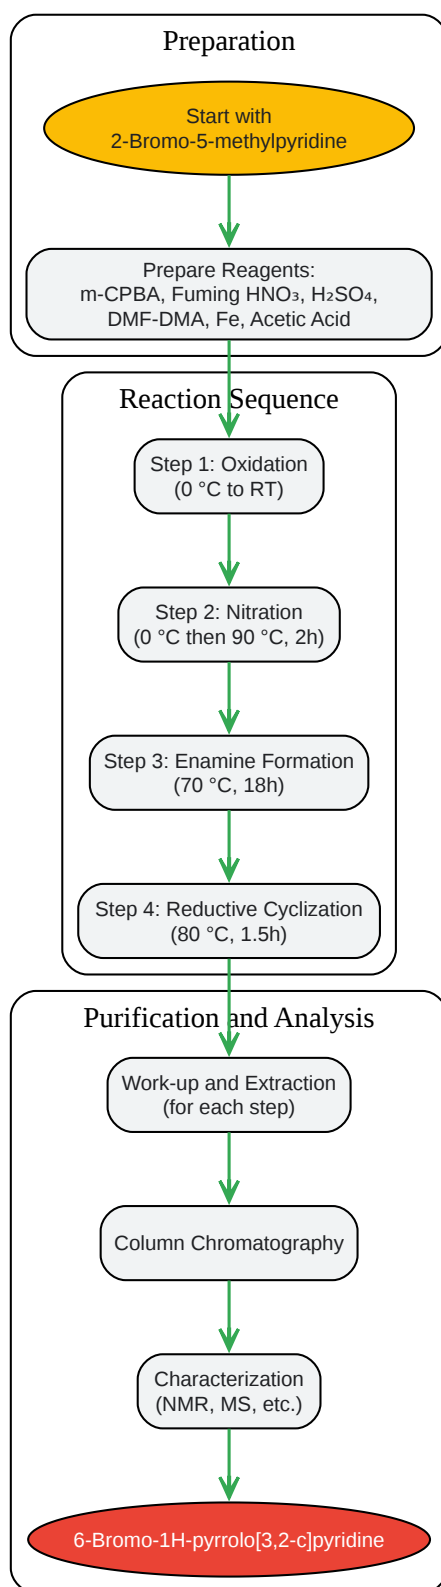 Preparation
Start with
2-Bromo-5-methylpyridine
Prepare Reagents:
m-CPBA, Fuming HNO₃, H₂SO₄,
DMF-DMA, Fe, Acetic Acid
Reaction Sequence
Step 1: Oxidation
(0 °C to RT)
Step 2: Nitration
(0 °C then 90 °C, 2h)
Step 3: Enamine Formation
(70 °C, 18h)
Step 4: Reductive Cyclization
(80 °C, 1.5h)
Purification and Analysis
Work-up and Extraction
(for each step)
Column Chromatography
Characterization
(NMR, MS, etc.)
6-Bromo-1H-pyrrolo[3,2-c]pyridine